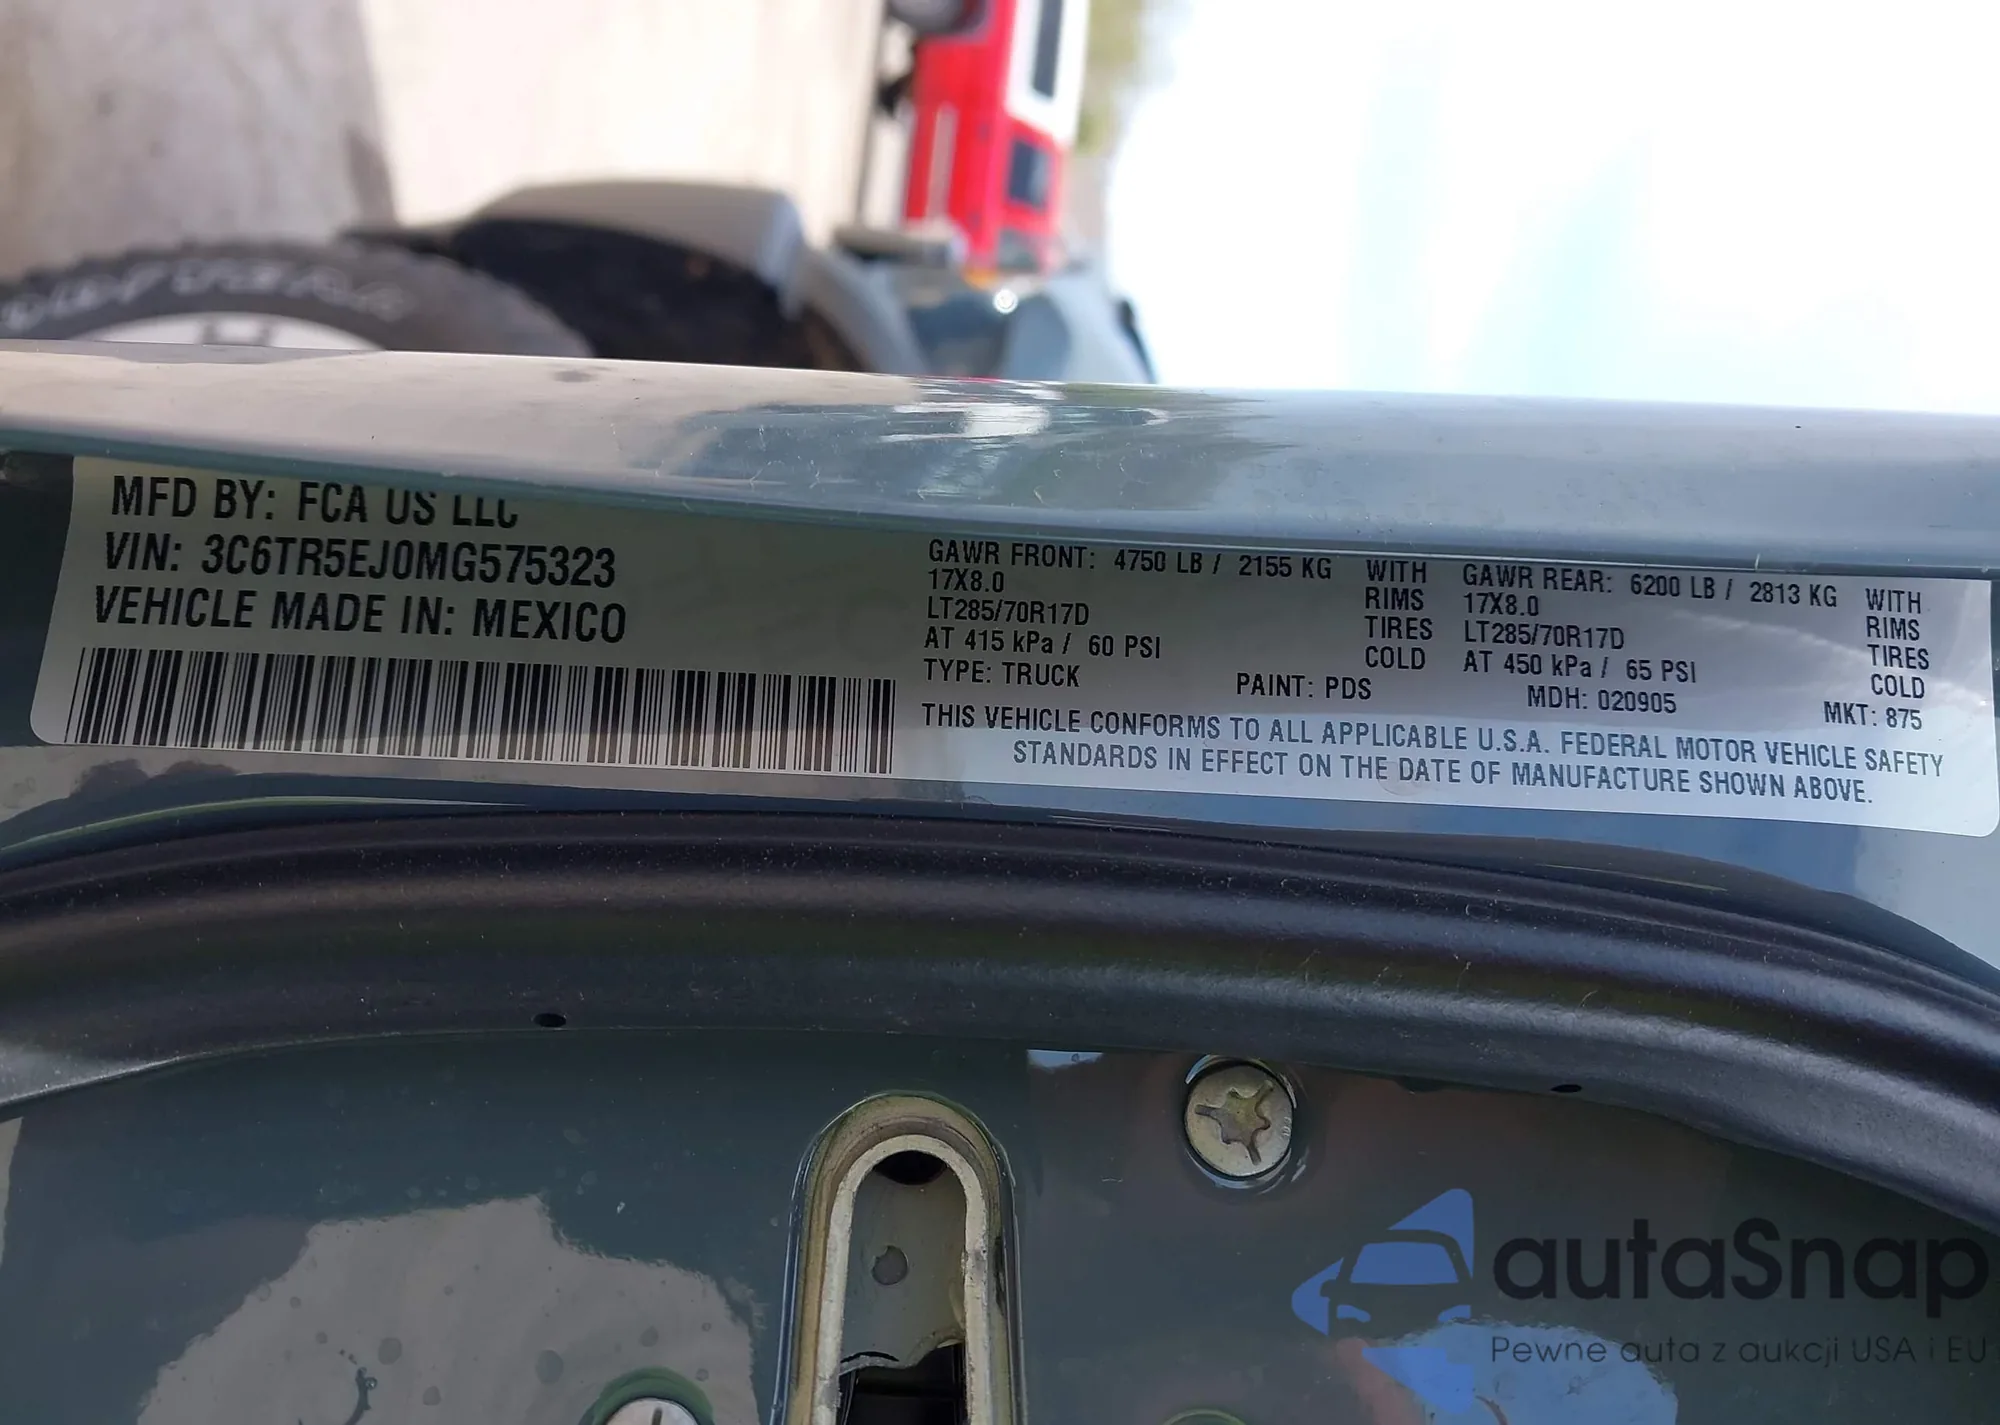 MFD BY: FCA US LLC
VIN: 3C6TR5EJ0MG575323
VEHICLE MADE IN: MEXICO
GAWR FRONT: 4750 LB / 2155 KG WITH
17X8.0 RIMS
LT285/70R17D TIRES
AT 415 kPa / 60 PSI COLD
GAWR REAR: 6200 LB / 2813 KG WITH
17X8.0 RIMS
LT285/70R17D TIRES
AT 450 kPa / 65 PSI COLD
TYPE: TRUCK PAINT: PDS MDH: 020905 MKT: 875
THIS VEHICLE CONFORMS TO ALL APPLICABLE U.S.A. FEDERAL MOTOR VEHICLE SAFETY
STANDARDS IN EFFECT ON THE DATE OF MANUFACTURE SHOWN ABOVE.
autaSnap
Pewne auta z aukcji USA i EU